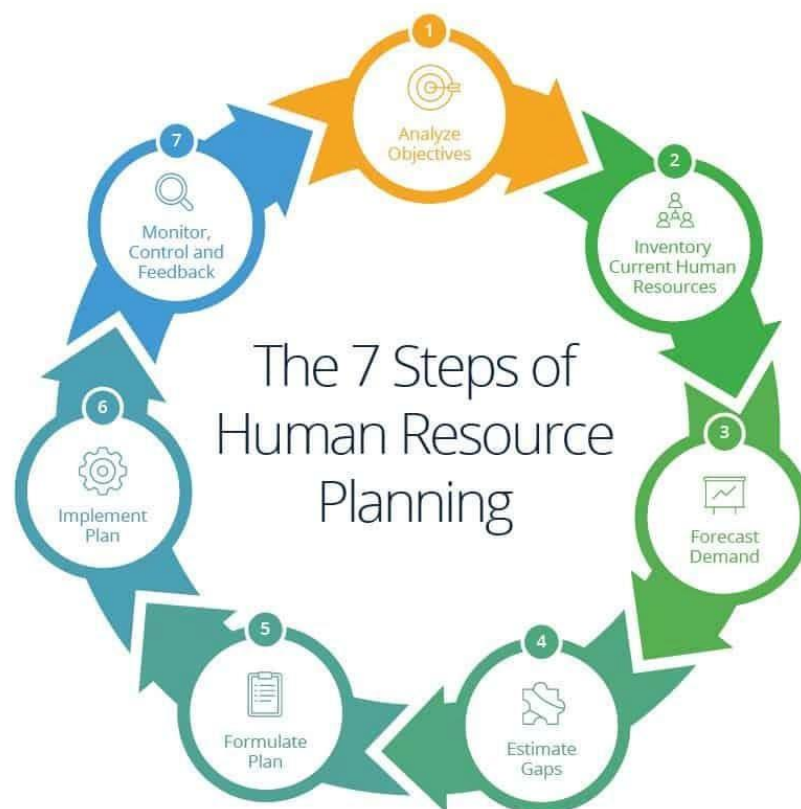 1
Analyze
Objectives
2
Inventory
Current Human
Resources
3
Forecast
Demand
4
Estimate
Gaps
5
Formulate
Plan
6
Implement
Plan
7
Monitor,
Control and
Feedback
The 7 Steps of
Human Resource
Planning